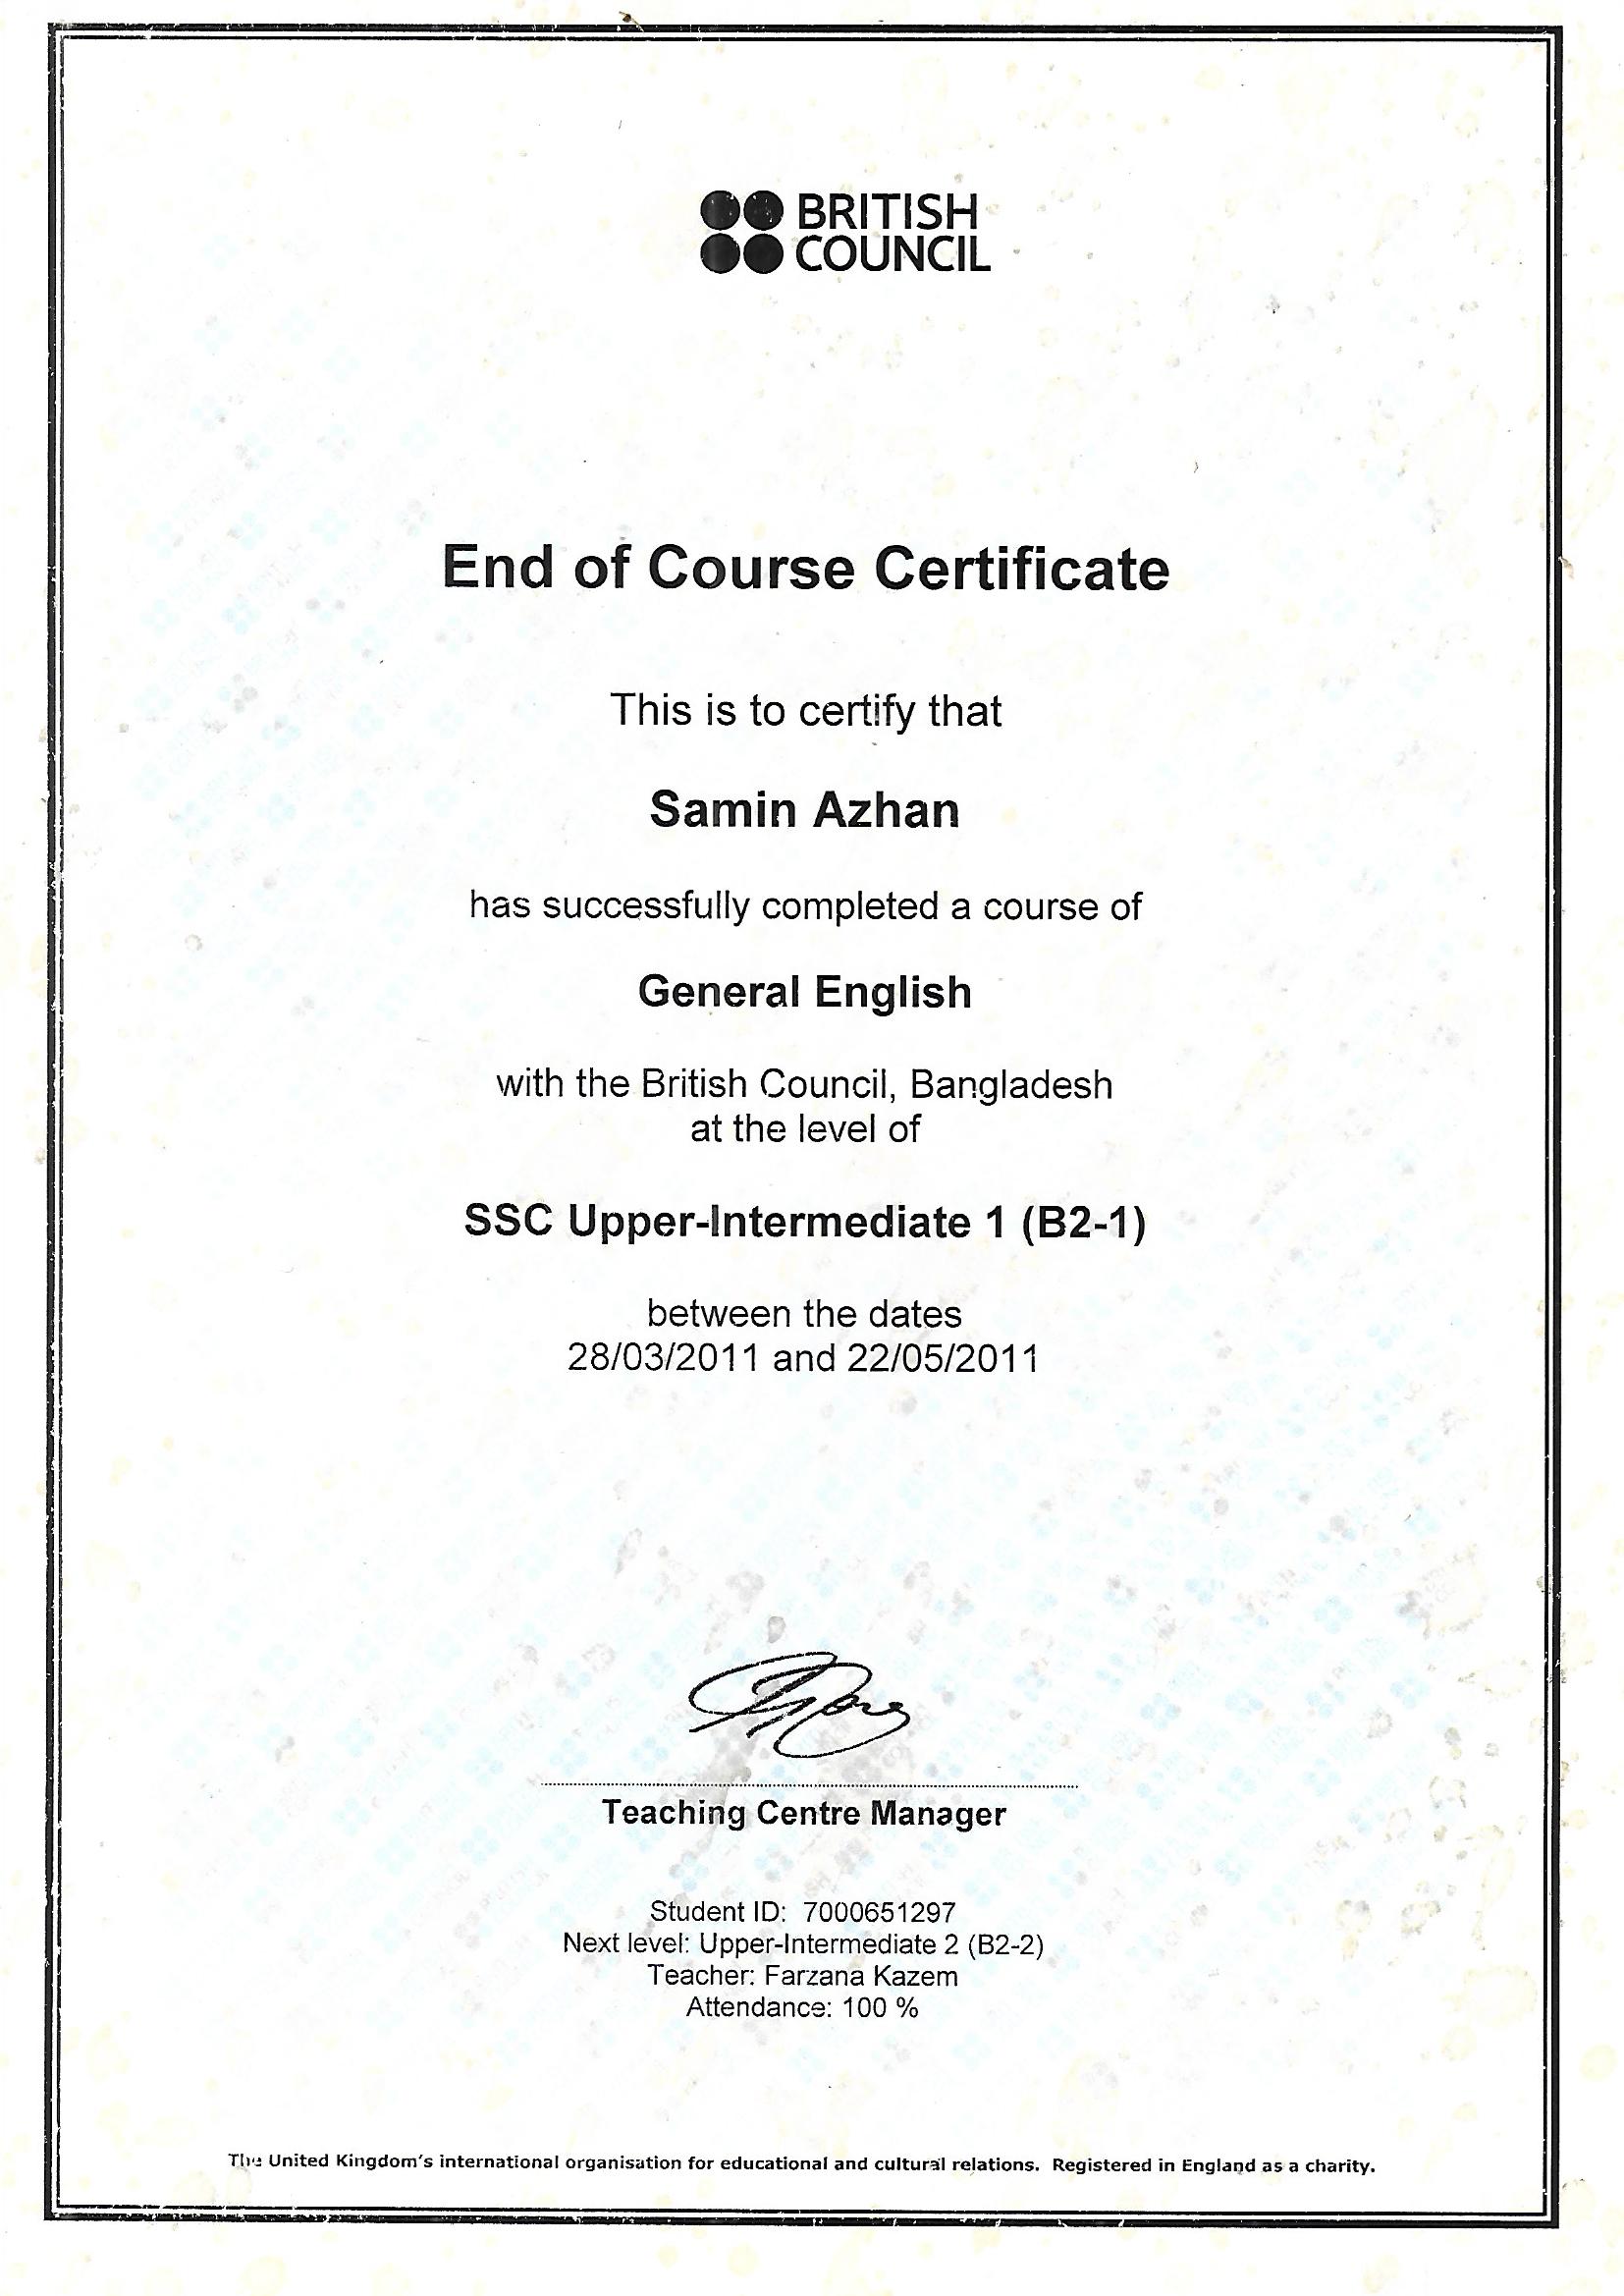 BRITISH
COUNCIL
End of Course Certificate
This is to certify that
Samin Azhan
has successfully completed a course of
General English
with the British Council, Bangladesh
at the level of
SSC Upper-Intermediate 1 (B2-1)
between the dates
28/03/2011 and 22/05/2011
Teaching Centre Manager
Student ID: 7000651297
Next level: Upper-Intermediate 2 (B2-2)
Teacher: Farzana Kazem
Attendance: 100 %
The United Kingdom's international organisation for educational and cultural relations. Registered in England as a charity.